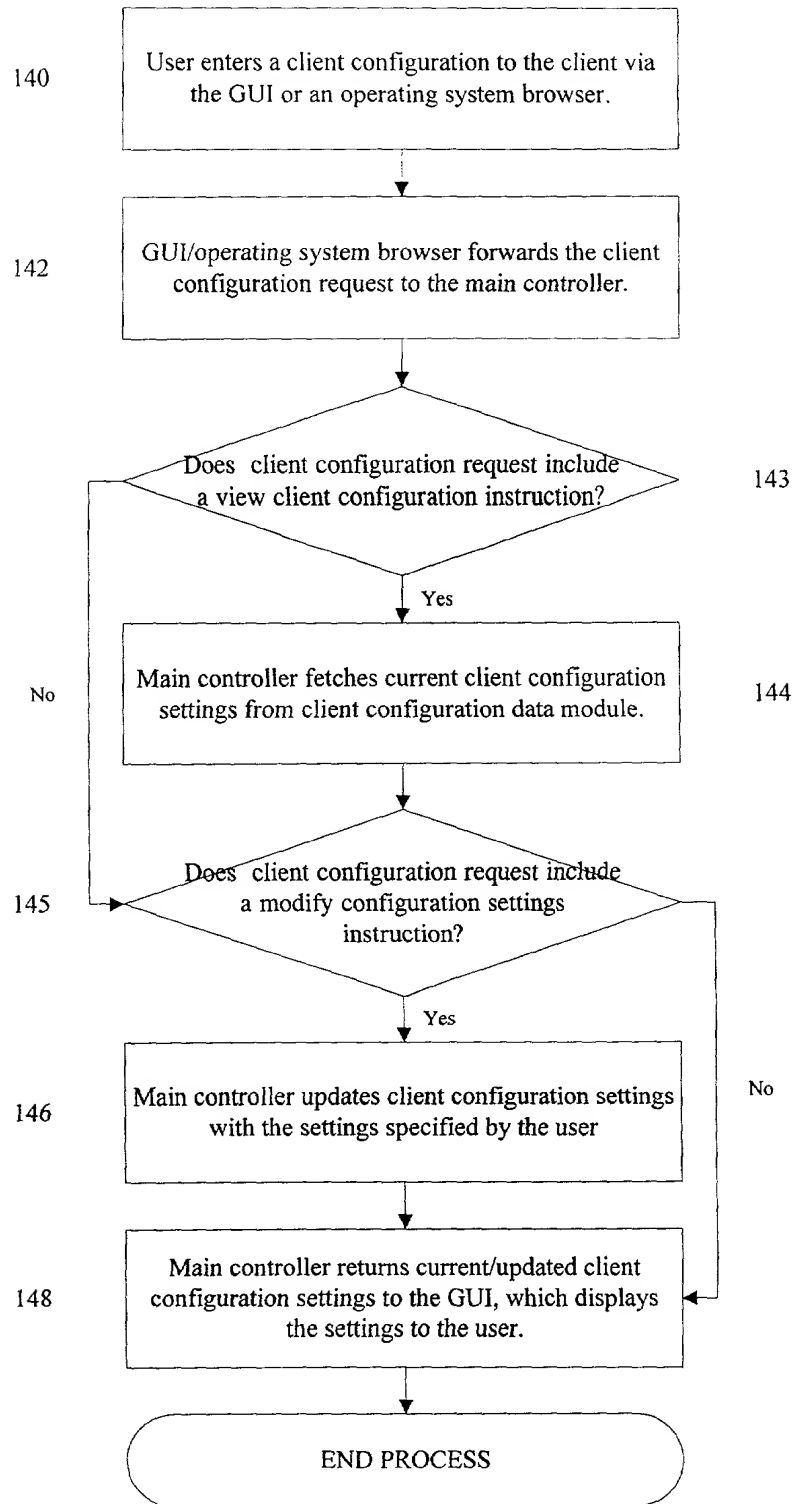 140
User enters a client configuration to the client via
the GUI or an operating system browser.
142
GUI/operating system browser forwards the client
configuration request to the main controller.
Does client configuration request include
a view client configuration instruction?
143
Yes
No
Main controller fetches current client configuration
settings from client configuration data module.
144
145
Does client configuration request include
a modify configuration settings
instruction?
Yes
No
146
Main controller updates client configuration settings
with the settings specified by the user
148
Main controller returns current/updated client
configuration settings to the GUI, which displays
the settings to the user.
END PROCESS